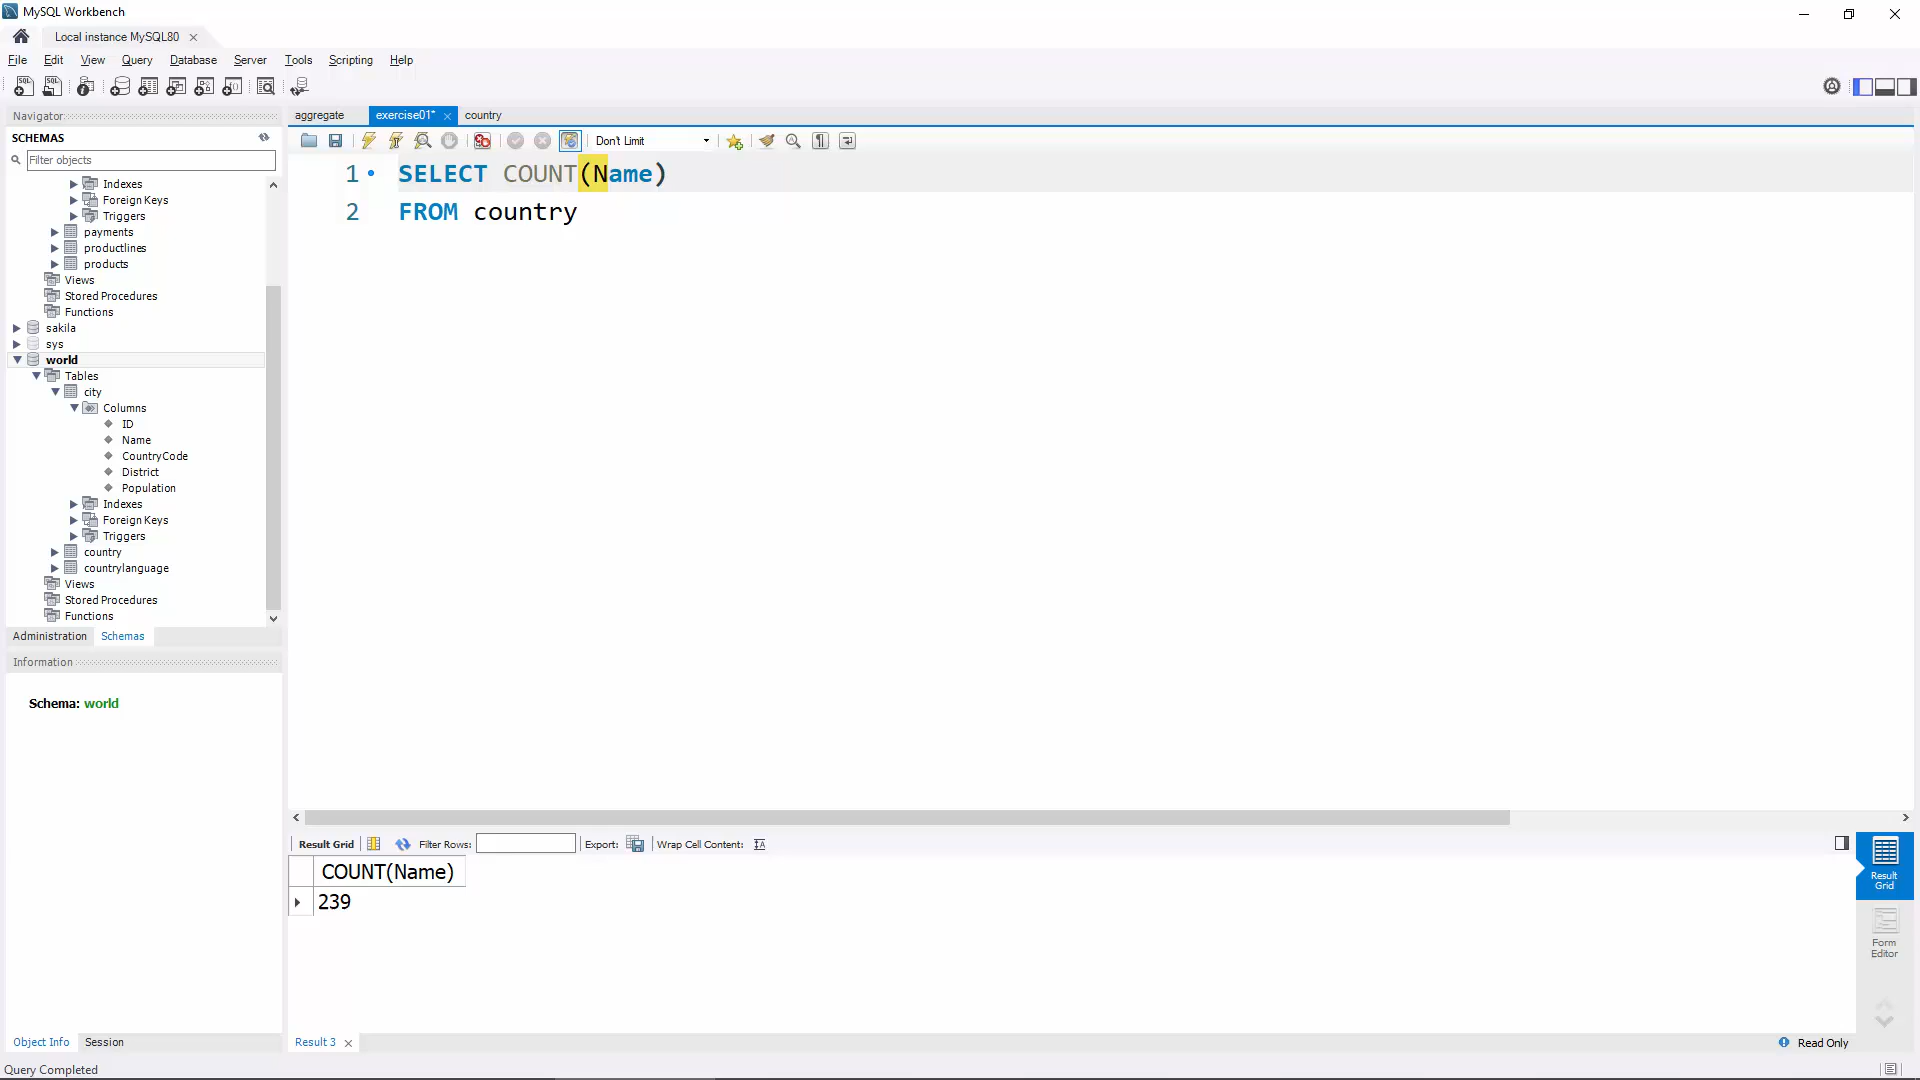 MySQL Workbench
Local instance MySQL80
File Edit View Query Database Server Tools Scripting Help
Navigator
SCHEMAS
Filter objects
Indexes
Foreign Keys
Triggers
payments
productlines
products
Views
Stored Procedures
Functions
sakila
sys
world
Tables
city
Columns
ID
Name
CountryCode
District
Population
Indexes
Foreign Keys
Triggers
country
countrylanguage
Views
Stored Procedures
Functions
Administration Schemas
Information
Schema: world
Object Info Session
Query Completed
aggregate exercise01* country
Don't Limit
1 SELECT COUNT(Name)
2 FROM country
Result Grid Filter Rows: Export: Wrap Cell Content:
COUNT(Name)
239
Result
Grid
Form
Editor
Result 3
Read Only